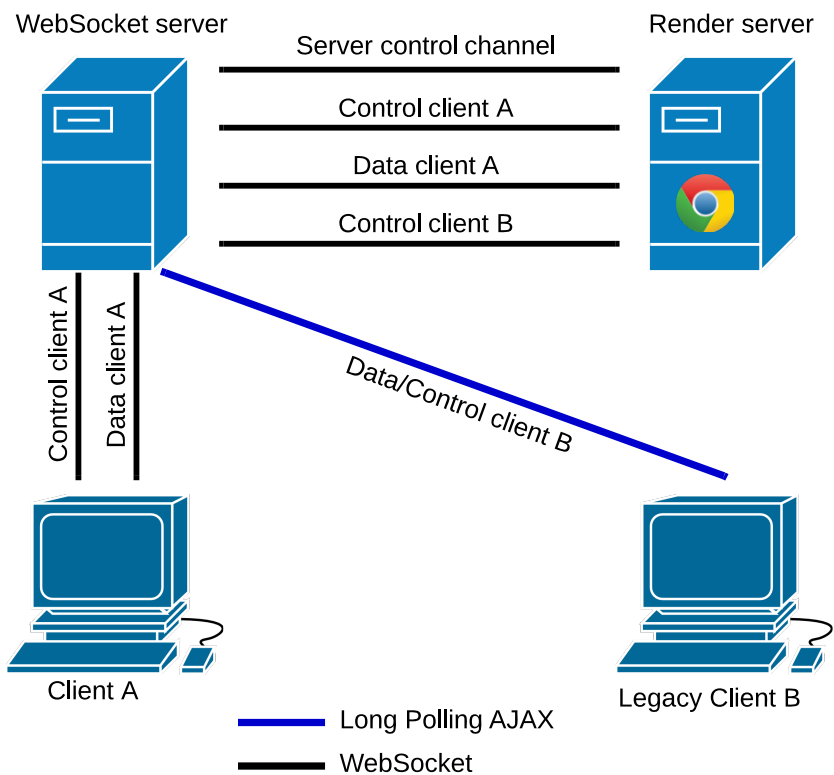 WebSocket server
Render server
Server control channel
Control client A
Data client A
Control client B
Control client A
Data client A
Data/Control client B
Client A
Legacy Client B
Long Polling AJAX
WebSocket